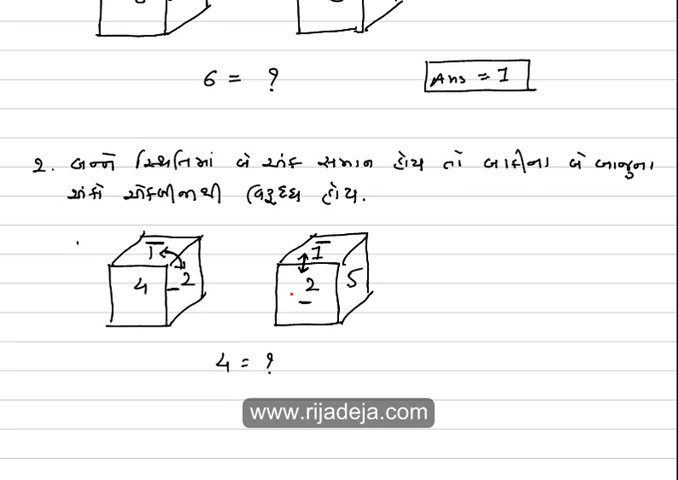 6 = ?
Ans = 1
2. બન્ને સ્થિતિમાં બે અંક સમાન હોય તો બાકીના બે બાજુના
અંકો એકબીજાથી વિરુદ્ધ હોય.
1
4 2
1
2 5
4 = ?
www.rijadeja.com